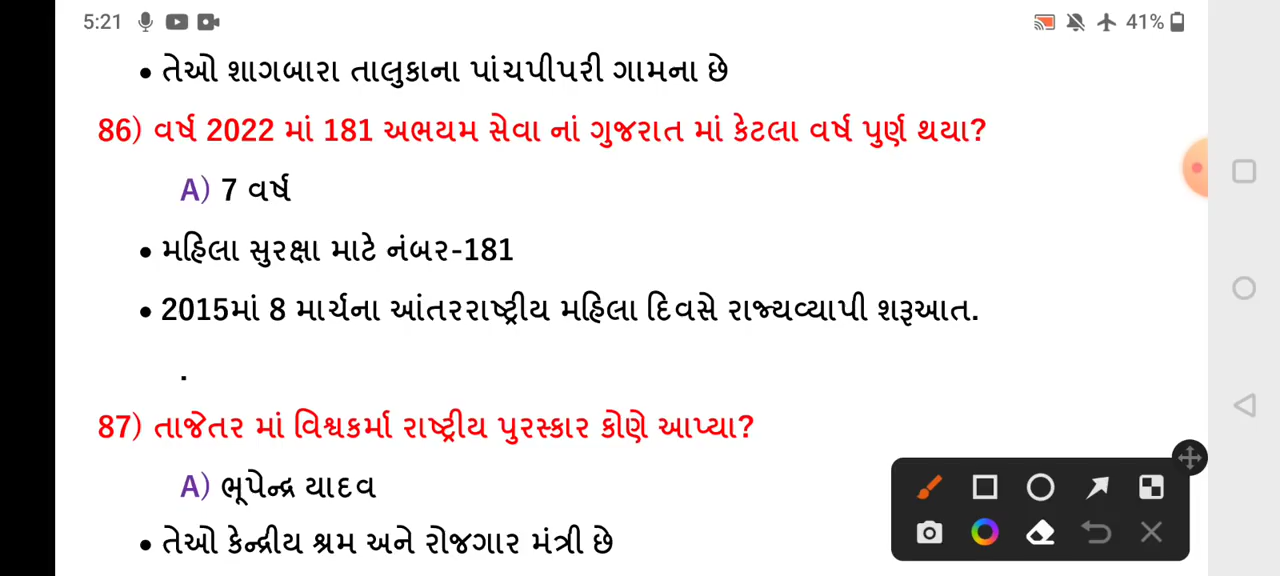 5:21 41%
• તેઓ શાગબારા તાલુકાના પાંચપીપરી ગામના છે
86) વર્ષ 2022 માં 181 અભયમ સેવા નાં ગુજરાત માં કેટલા વર્ષ પુર્ણ થયા?
A) 7 વર્ષ
• મહિલા સુરક્ષા માટે નંબર-181
• 2015માં 8 માર્ચના આંતરરાષ્ટ્રીય મહિલા દિવસે રાજ્યવ્યાપી શરૂઆત.
.
87) તાજેતર માં વિશ્વકર્મા રાષ્ટ્રીય પુરસ્કાર કોણે આપ્યા?
A) ભૂપેન્દ્ર યાદવ
• તેઓ કેન્દ્રીય શ્રમ અને રોજગાર મંત્રી છે